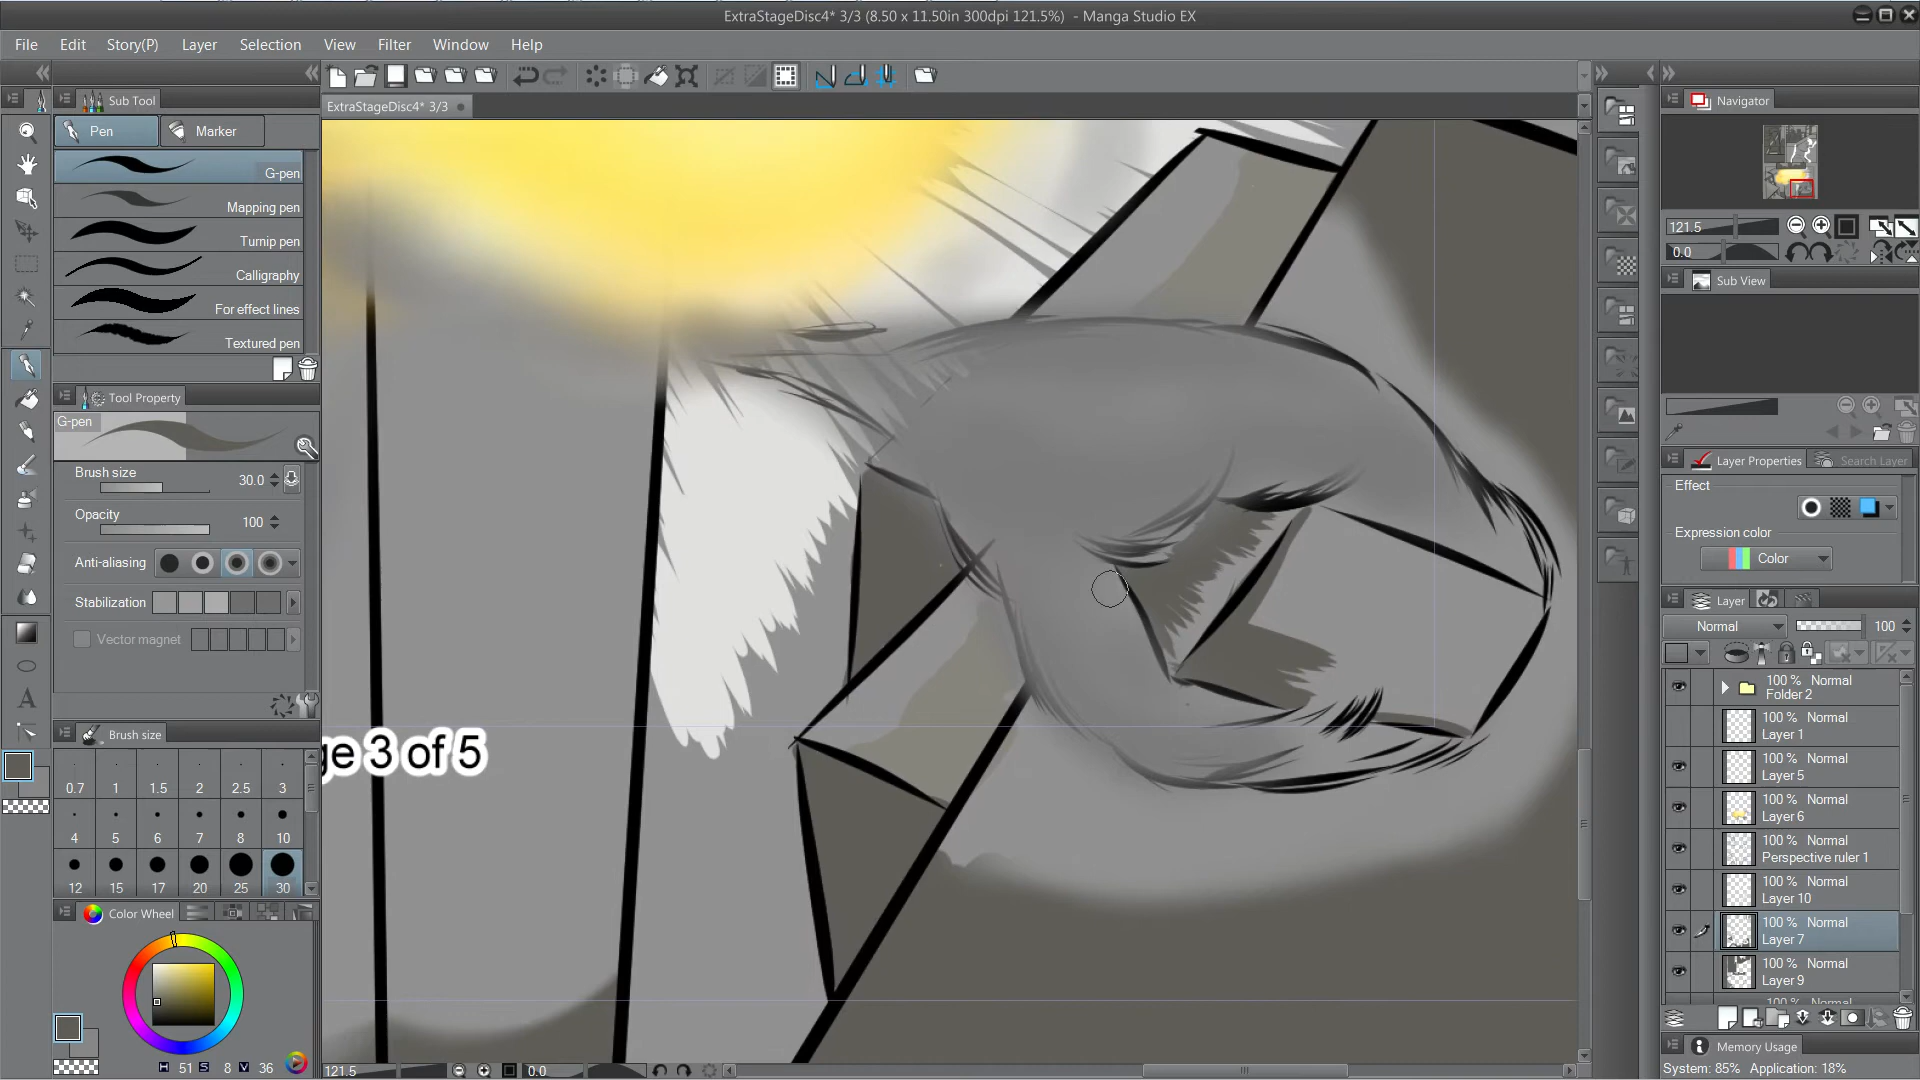 ExtraStageDisc4* 3/3 (8.50 x 11.50in 300dpi 121.5%) - Manga Studio EX
File Edit Story(P) Layer Selection View Filter Window Help
Sub Tool
Pen Marker
G-pen
Mapping pen
Turnip pen
Calligraphy
For effect lines
Textured pen
Tool Property
G-pen
Brush size 30.0
Opacity 100
Anti-aliasing
Stabilization
Vector magnet
Brush size
0.7 1 1.5 2 2.5 3
4 5 6 7 8 10
12 15 17 20 25 30
Color Wheel
H 51 S 8 V 36
ExtraStageDisc4* 3/3
ge 3 of 5
121.5 0.0
Navigator
121.5
0.0
Sub View
Layer Properties Search Layer
Effect
Expression color
Color
Layer
Normal 100
100 % Normal
Folder 2
100 % Normal
Layer 1
100 % Normal
Layer 5
100 % Normal
Layer 6
100 % Normal
Perspective ruler 1
100 % Normal
Layer 10
100 % Normal
Layer 7
100 % Normal
Layer 9
100 % Normal
Memory Usage
System: 85% Application: 18%